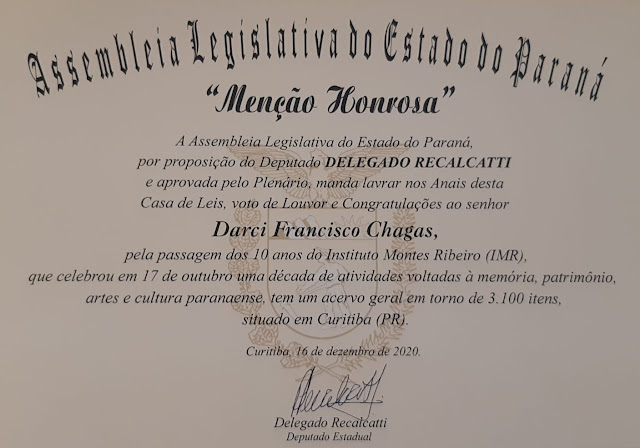 Assembleia Legislativa do Estado do Paraná
“Menção Honrosa”
A Assembleia Legislativa do Estado do Paraná,
por proposição do Deputado DELEGADO RECALCATTI
e aprovada pelo Plenário, manda lavrar nos Anais desta
Casa de Leis, voto de Louvor e Congratulações ao senhor
Darci Francisco Chagas,
pela passagem dos 10 anos do Instituto Montes Ribeiro (IMR),
que celebrou em 17 de outubro uma década de atividades voltadas à memória, patrimônio,
artes e cultura paranaense, tem um acervo geral em torno de 3.100 itens,
situado em Curitiba (PR).
Curitiba, 16 de dezembro de 2020.
Delegado Recalcatti
Deputado Estadual